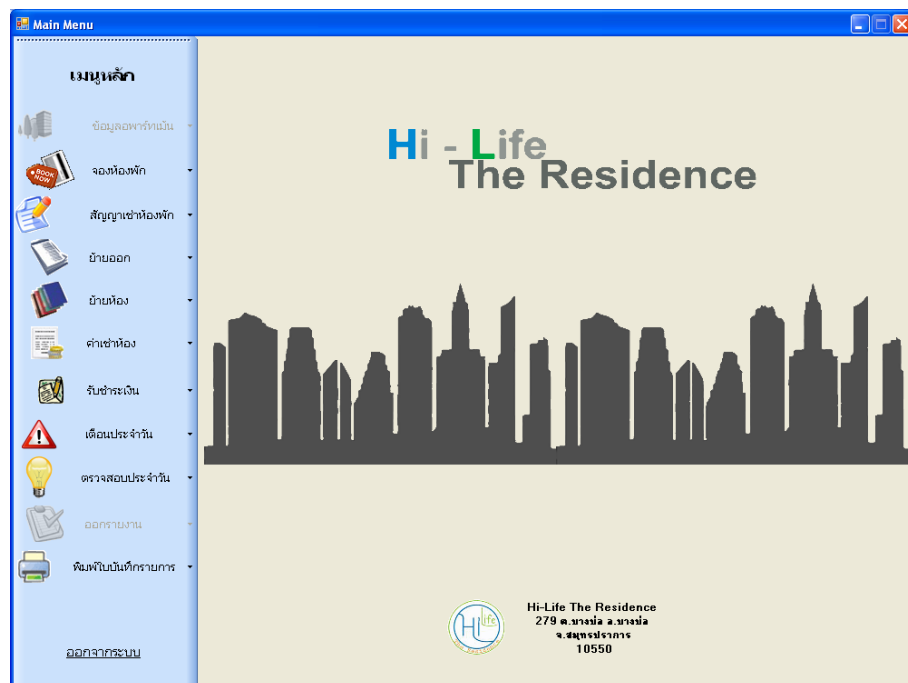 Main Menu
เมนูหลัก
ข้อมูลอพาร์ทเม้น
BOOK
NOW
จองห้องพัก
สัญญาเช่าห้องพัก
ย้ายออก
ย้ายห้อง
ค่าเช่าห้อง
รับชำระเงิน
เตือนประจำวัน
ตรวจสอบประจำวัน
ออกรายงาน
พิมพ์ใบบันทึกรายการ
ออกจากระบบ
Hi - Life
The Residence
Hi life
Hi-Life The Residence
279 ต.บางบ่อ อ.บางบ่อ
จ.สมุทรปราการ
10550